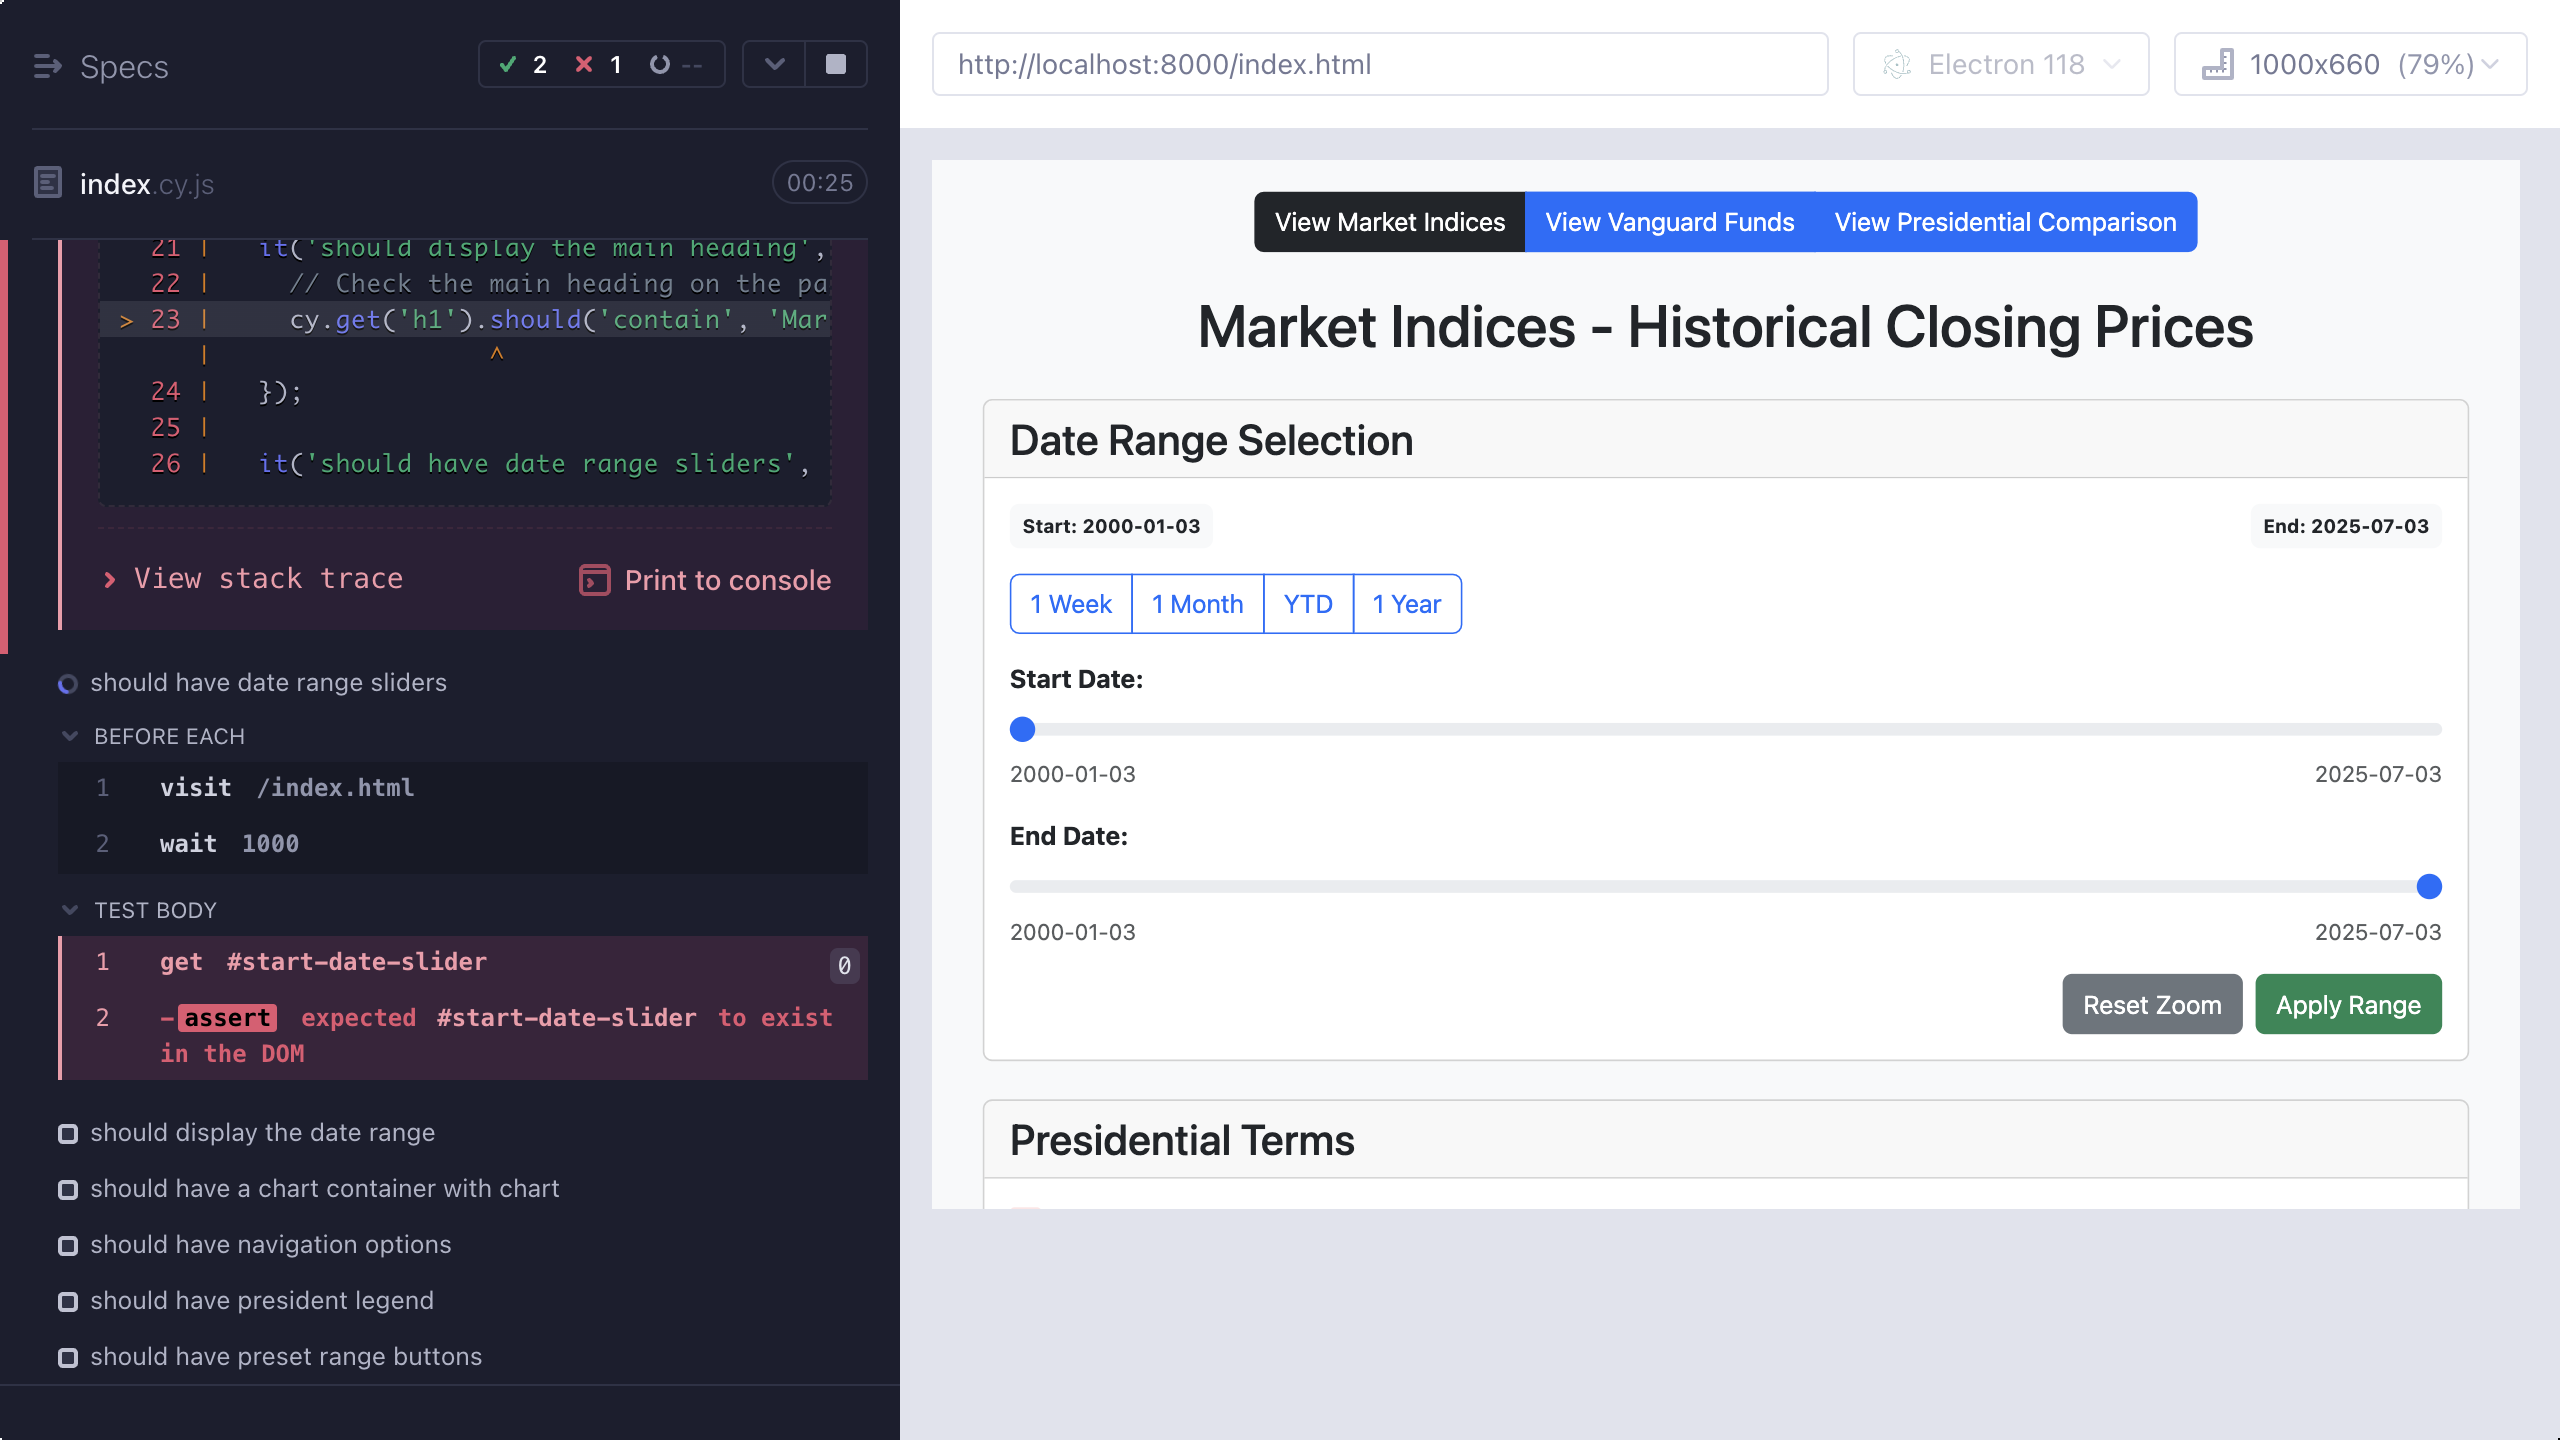 Specs
2
1
--
index.cy.js
00:25
21 | it('should display the main heading',
22 | // Check the main heading on the pa
> 23 | cy.get('h1').should('contain', 'Mar
| ^
24 | });
25 |
26 | it('should have date range sliders',
View stack trace
Print to console
should have date range sliders
BEFORE EACH
1 visit /index.html
2 wait 1000
TEST BODY
1 get #start-date-slider 0
2 -assert expected #start-date-slider to exist
in the DOM
should display the date range
should have a chart container with chart
should have navigation options
should have president legend
should have preset range buttons
http://localhost:8000/index.html
Electron 118
1000x660 (79%)
View Market Indices View Vanguard Funds View Presidential Comparison
Market Indices - Historical Closing Prices
Date Range Selection
Start: 2000-01-03 End: 2025-07-03
1 Week 1 Month YTD 1 Year
Start Date:
2000-01-03 2025-07-03
End Date:
2000-01-03 2025-07-03
Reset Zoom Apply Range
Presidential Terms